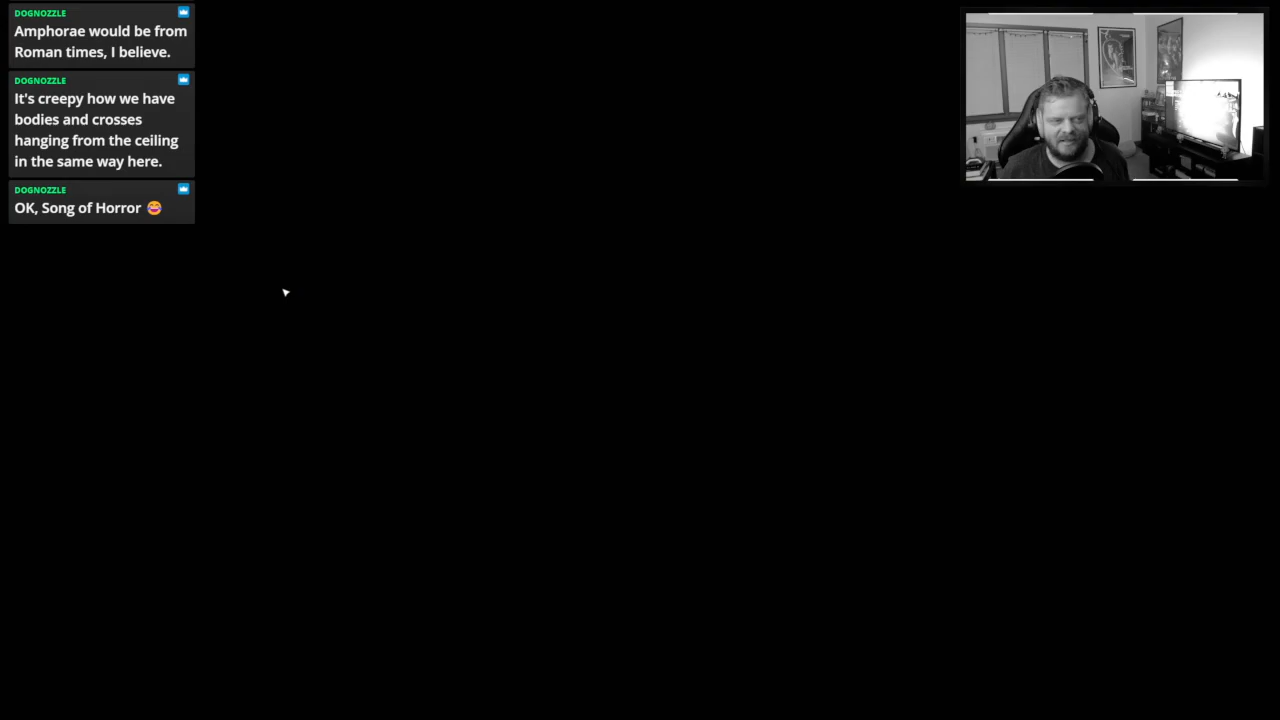 DOGNOZZLE
Amphorae would be from
Roman times, I believe.
DOGNOZZLE
It's creepy how we have
bodies and crosses
hanging from the ceiling
in the same way here.
DOGNOZZLE
OK, Song of Horror 😂